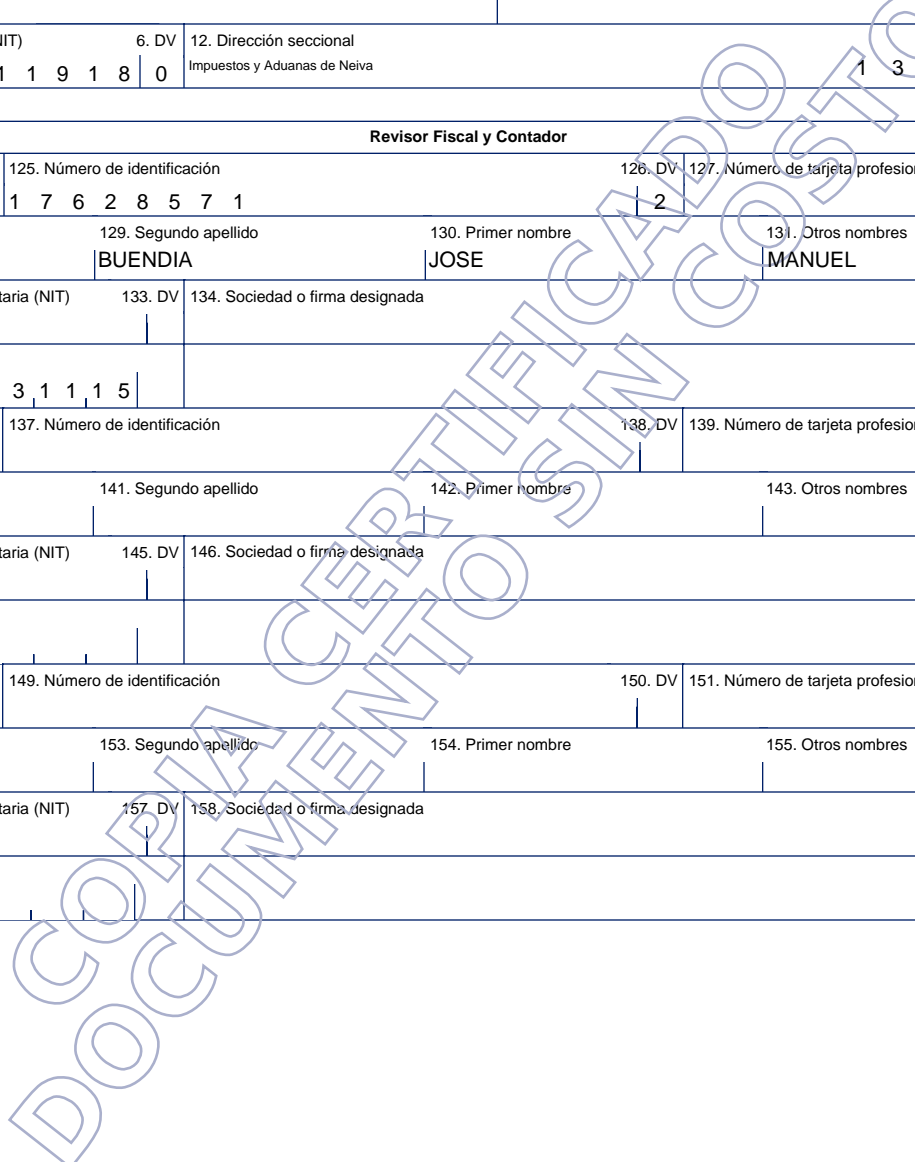 NIT) 6. DV 12. Dirección seccional
1 1 9 1 8 0 Impuestos y Aduanas de Neiva 1 3
Revisor Fiscal y Contador
125. Número de identificación 126. DV 127. Número de tarjeta profesion
1 7 6 2 8 5 7 1 2
129. Segundo apellido 130. Primer nombre 131. Otros nombres
BUENDIA JOSE MANUEL
taria (NIT) 133. DV 134. Sociedad o firma designada
3 1 1 1 5
137. Número de identificación 138. DV 139. Número de tarjeta profesion
141. Segundo apellido 142. Primer nombre 143. Otros nombres
taria (NIT) 145. DV 146. Sociedad o firma designada
149. Número de identificación 150. DV 151. Número de tarjeta profesion
153. Segundo apellido 154. Primer nombre 155. Otros nombres
taria (NIT) 157. DV 158. Sociedad o firma designada
COPIA CERTIFICADO
DOCUMENTO SIN COSTO